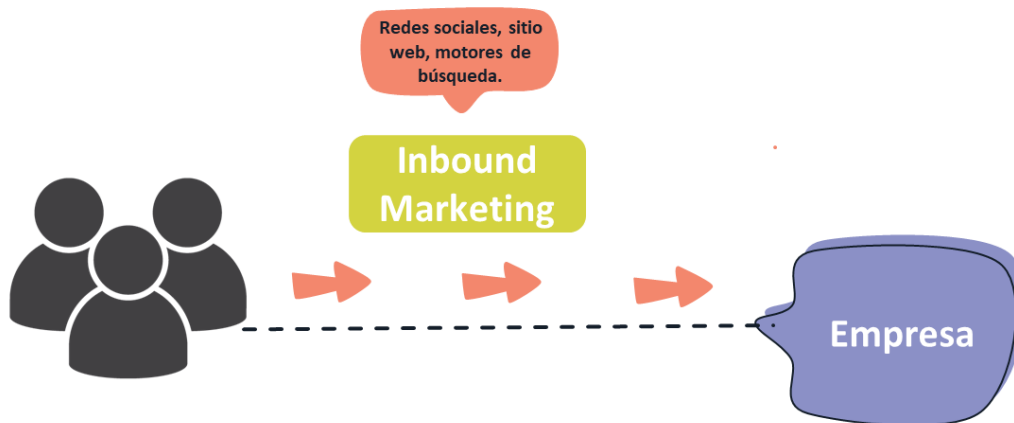 Redes sociales, sitio
web, motores de
búsqueda.
Inbound
Marketing
Empresa